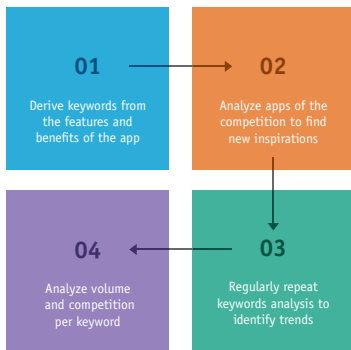 01
Derive keywords from
the features and
benefits of the app
02
Analyze apps of the
competition to find
new inspirations
03
Regularly repeat
keywords analysis to
identify trends
04
Analyze volume
and competition
per keyword